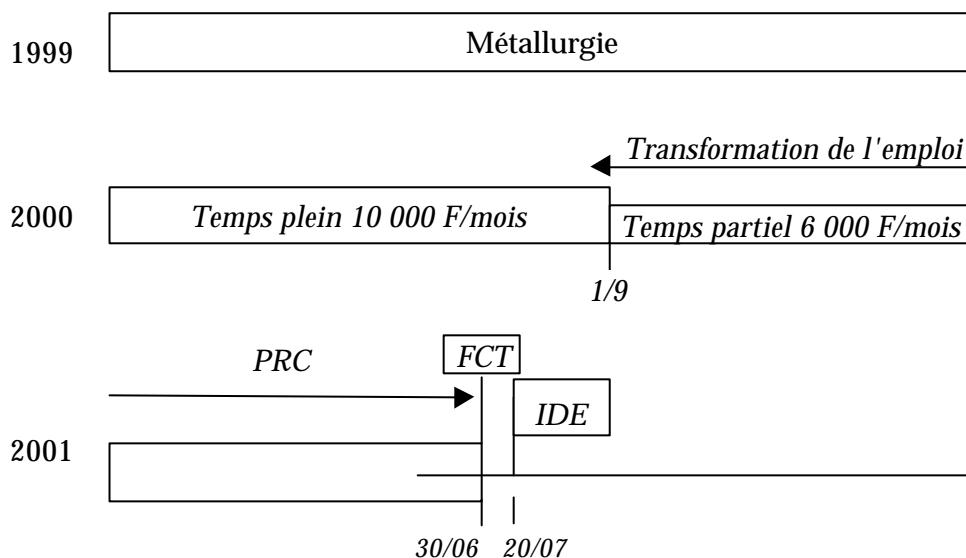 1999
Métallurgie
Transformation de l'emploi
2000
Temps plein 10 000 F/mois
Temps partiel 6 000 F/mois
1/9
PRC
FCT
IDE
2001
30/06
20/07